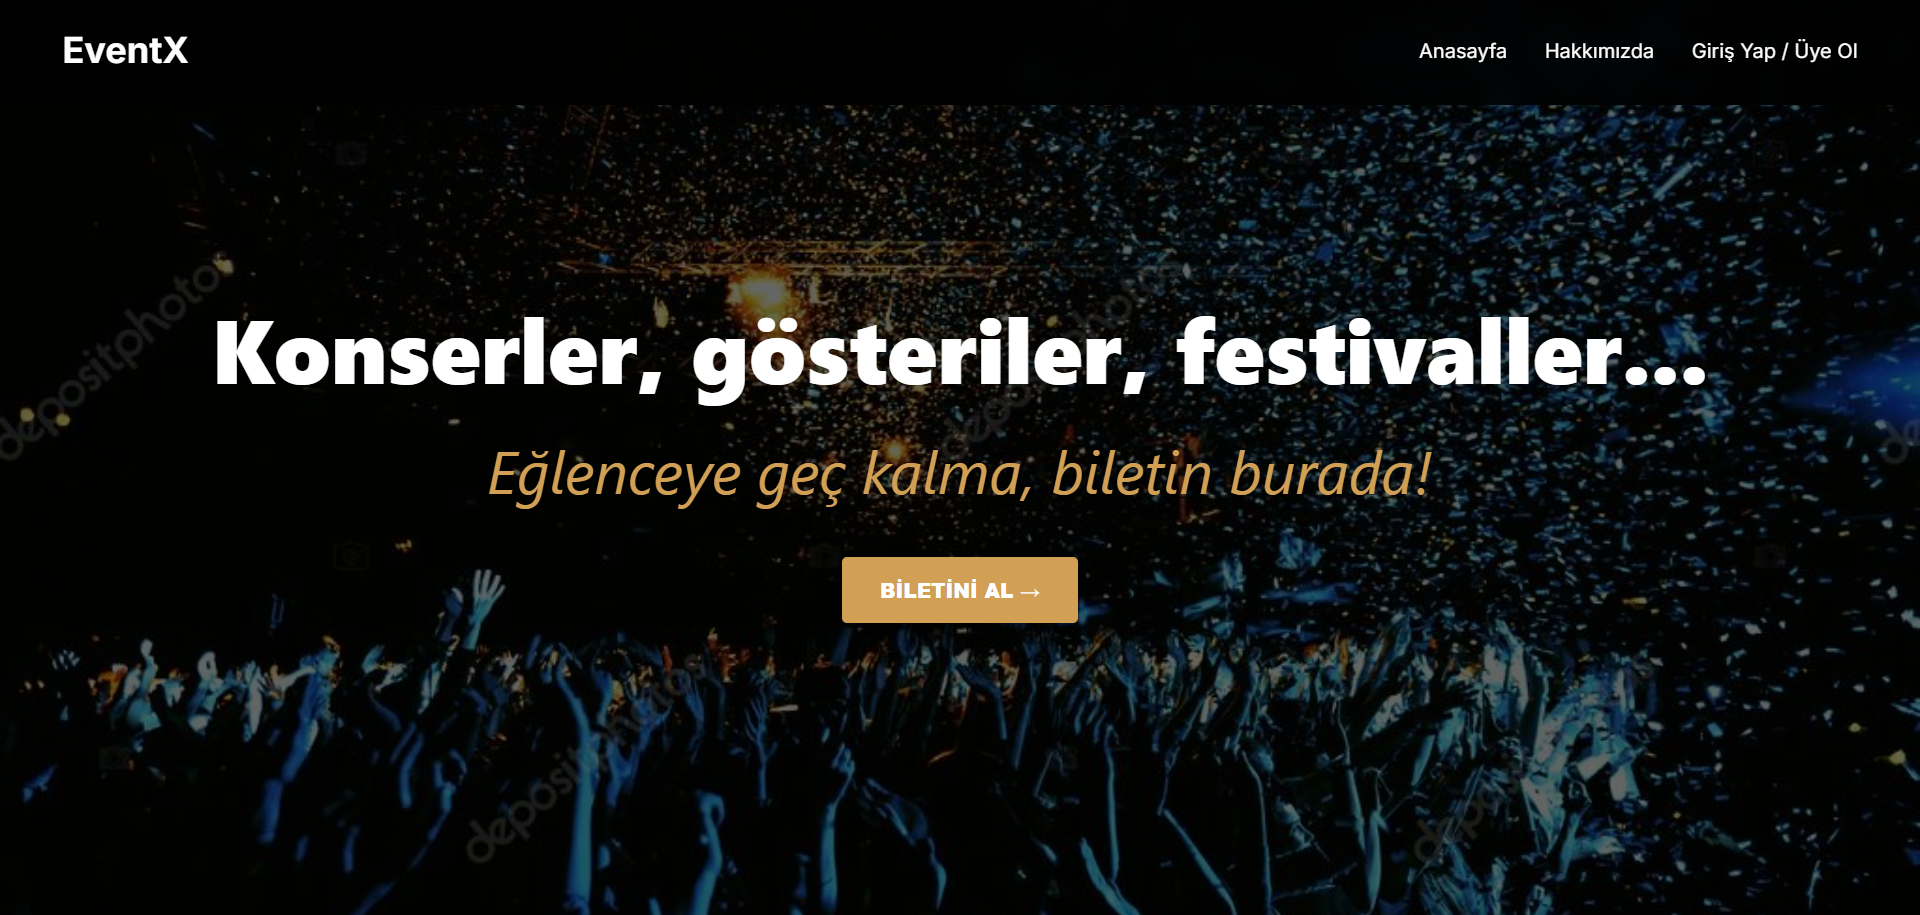 EventX
Anasayfa Hakkımızda Giriş Yap / Üye Ol
Konserler, gösteriler, festivaller...
Eğlenceye geç kalma, biletin burada!
BİLETİNİ AL →
depositphotos
depositphotos
depositphotos